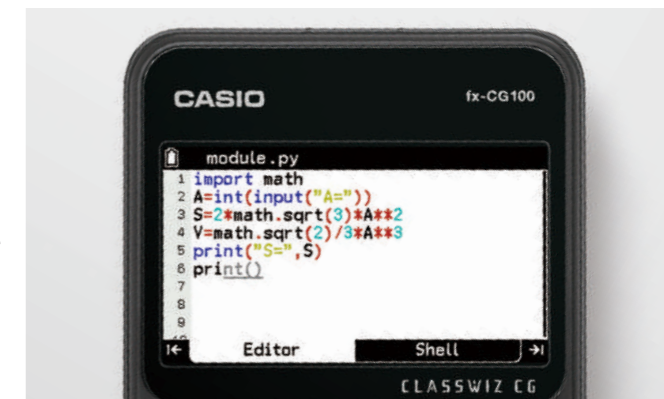 CASIO
fx-CG100
module.py
1 import math
2 A=int(input("A="))
3 S=2*math.sqrt(3)*A**2
4 V=math.sqrt(2)/3*A**3
5 print("S=",S)
6 print()
7
8
9
Editor
Shell
CLASSWIZ CG